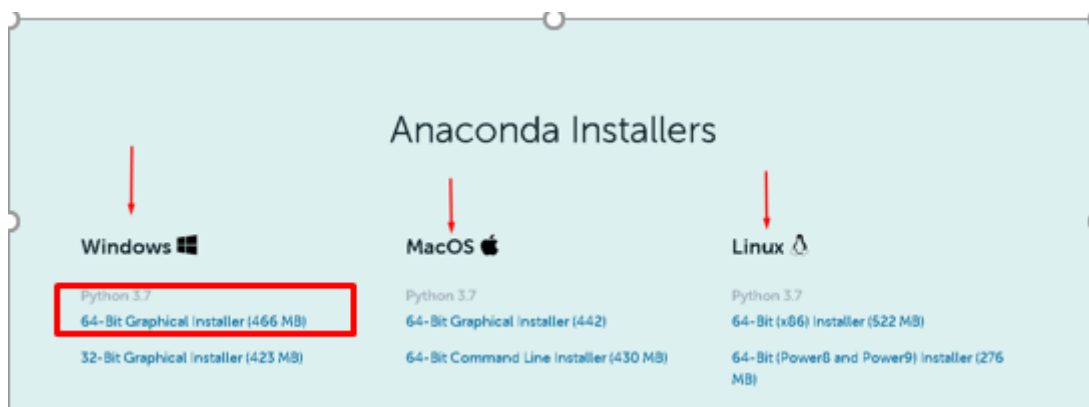 Anaconda Installers
Windows
MacOS
Linux
Python 3.7
64-Bit Graphical Installer (466 MB)
32-Bit Graphical Installer (423 MB)
Python 3.7
64-Bit Graphical Installer (442)
64-Bit Command Line Installer (430 MB)
Python 3.7
64-Bit (x86) Installer (522 MB)
64-Bit (Power8 and Power9) Installer (276
MB)